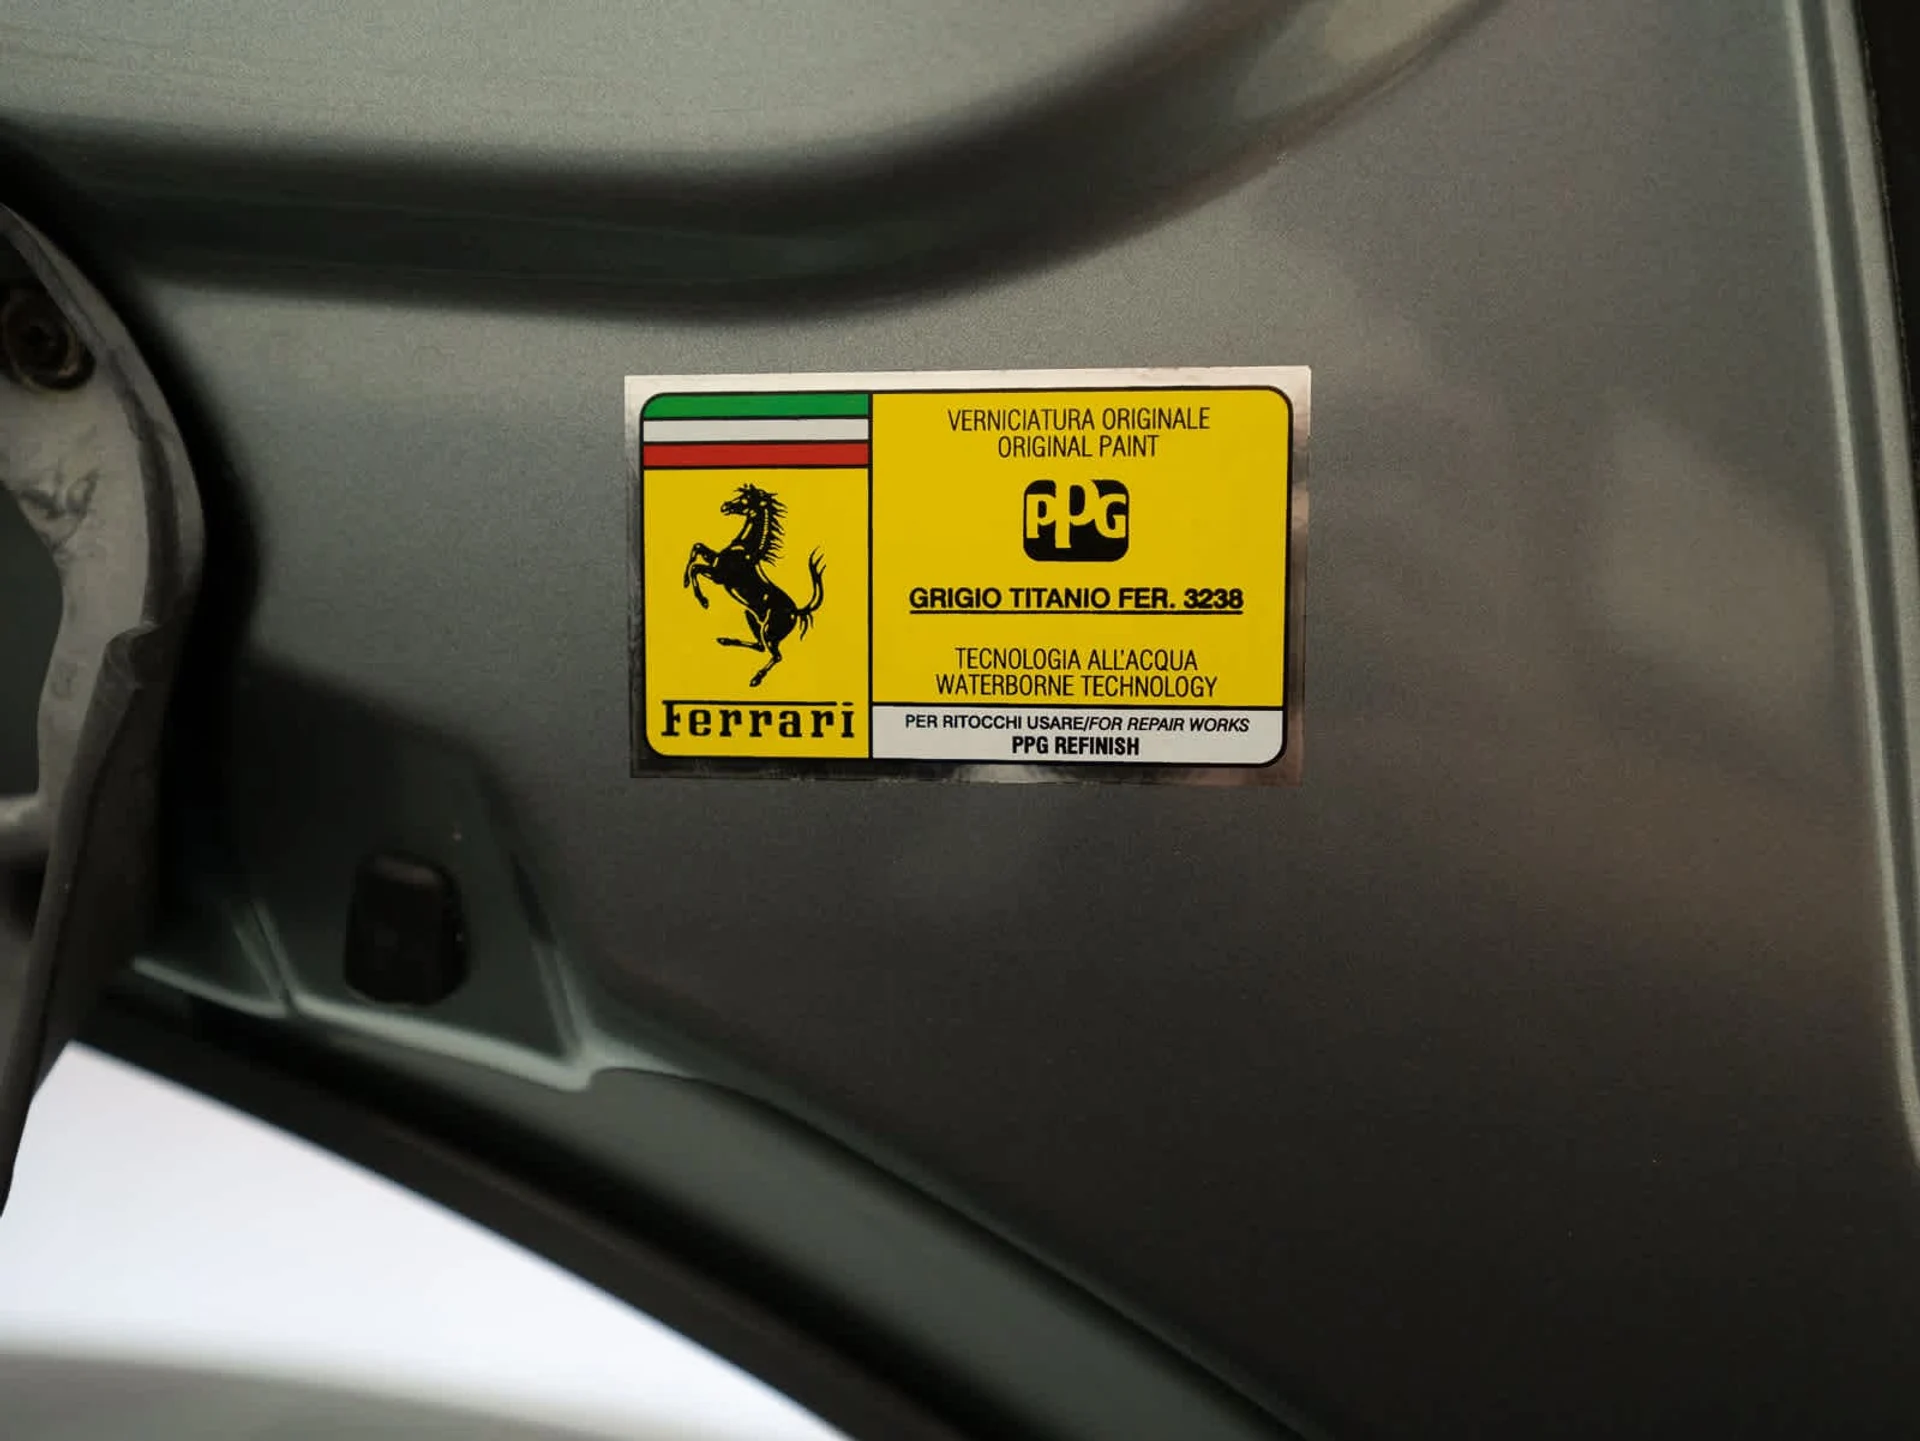 Ferrari
VERNICIATURA ORIGINALE
ORIGINAL PAINT
PPG
GRIGIO TITANIO FER. 3238
TECNOLOGIA ALL'ACQUA
WATERBORNE TECHNOLOGY
PER RITOCCHI USARE/FOR REPAIR WORKS
PPG REFINISH